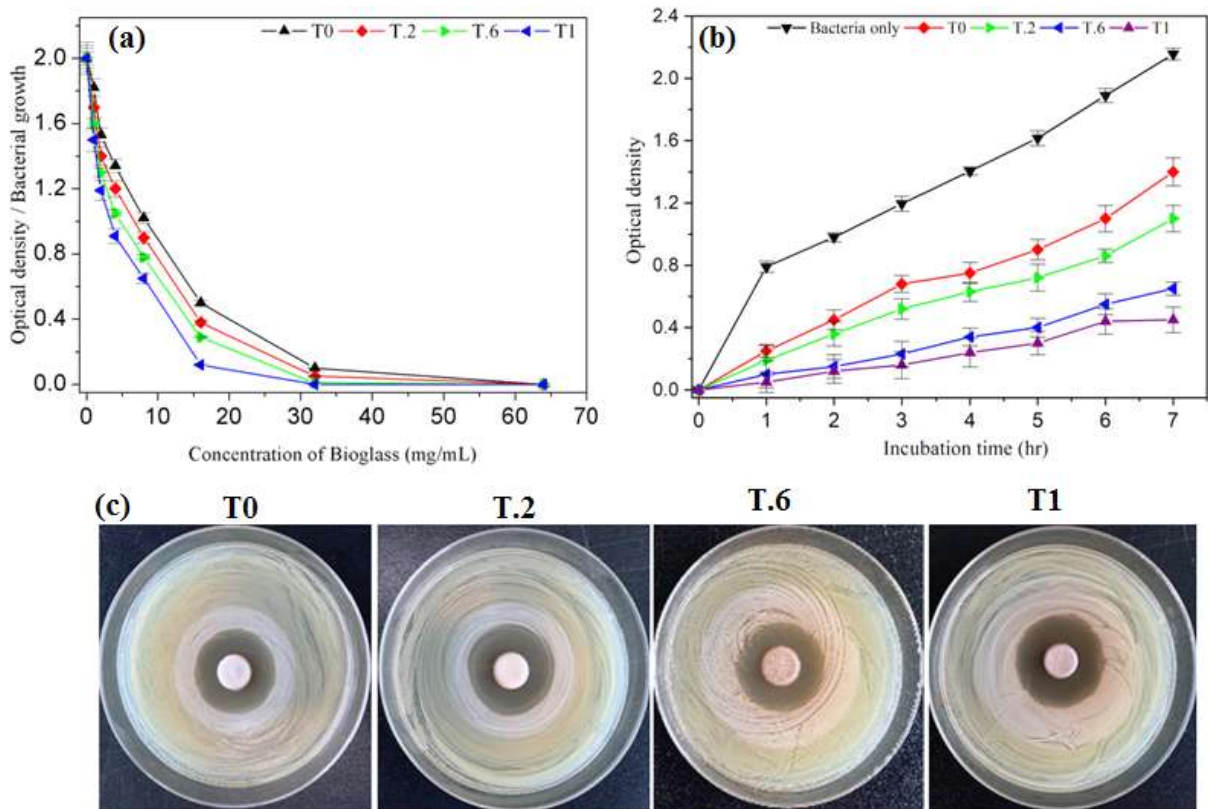 (a)
T0 T.2 T.6 T1
2.0
1.6
1.2
0.8
0.4
0.0
0 10 20 30 40 50 60 70
Optical density / Bacterial growth
Concentration of Bioglass (mg/mL)
(b)
Bacteria only T0 T.2 T.6 T1
2.4
2.0
1.6
1.2
0.8
0.4
0.0
0 1 2 3 4 5 6 7
Optical density
Incubation time (hr)
(c)
T0 T.2 T.6 T1